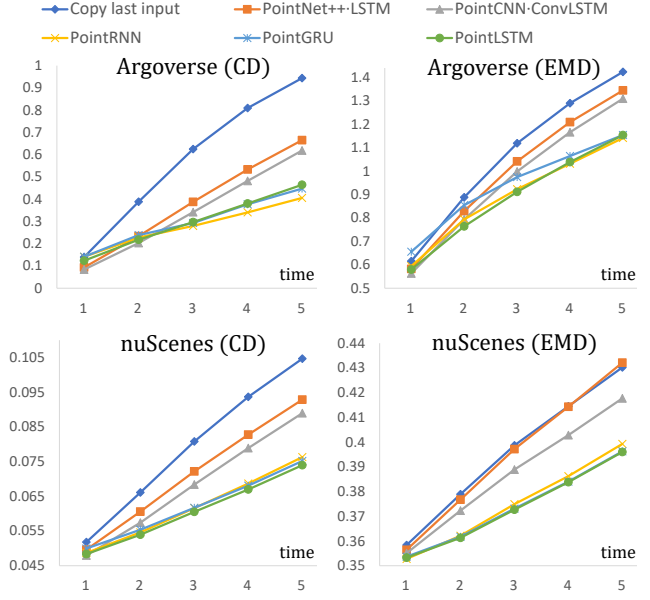 Copy last input PointNet++·LSTM PointCNN·ConvLSTM
PointRNN PointGRU PointLSTM
Argoverse (CD)
1
0.9
0.8
0.7
0.6
0.5
0.4
0.3
0.2
0.1
0
time
1 2 3 4 5
Argoverse (EMD)
1.4
1.3
1.2
1.1
1
0.9
0.8
0.7
0.6
0.5
time
1 2 3 4 5
nuScenes (CD)
0.105
0.095
0.085
0.075
0.065
0.055
0.045
time
1 2 3 4 5
nuScenes (EMD)
0.44
0.43
0.42
0.41
0.4
0.39
0.38
0.37
0.36
0.35
time
1 2 3 4 5